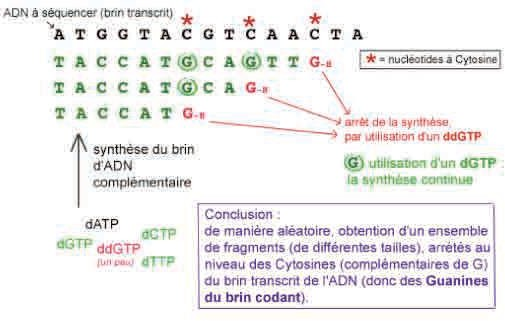 ADN à séquencer (brin transcrit)
* * *
A T G G T A C G T C A A C T A
* = nucléotides à Cytosine
T A C C A T G C A G T T G-H
T A C C A T G C A G-H
T A C C A T G-H
arrêt de la synthèse,
par utilisation d'un ddGTP
synthèse du brin
d'ADN
complémentaire
G utilisation d'un dGTP :
la synthèse continue
dATP
dGTP dCTP
ddGTP
(un peu) dTTP
Conclusion :
de manière aléatoire, obtention d'un ensemble
de fragments (de différentes tailles), arrêtés au
niveau des Cytosines (complémentaires de G)
du brin transcrit de l'ADN (donc des Guanines
du brin codant).